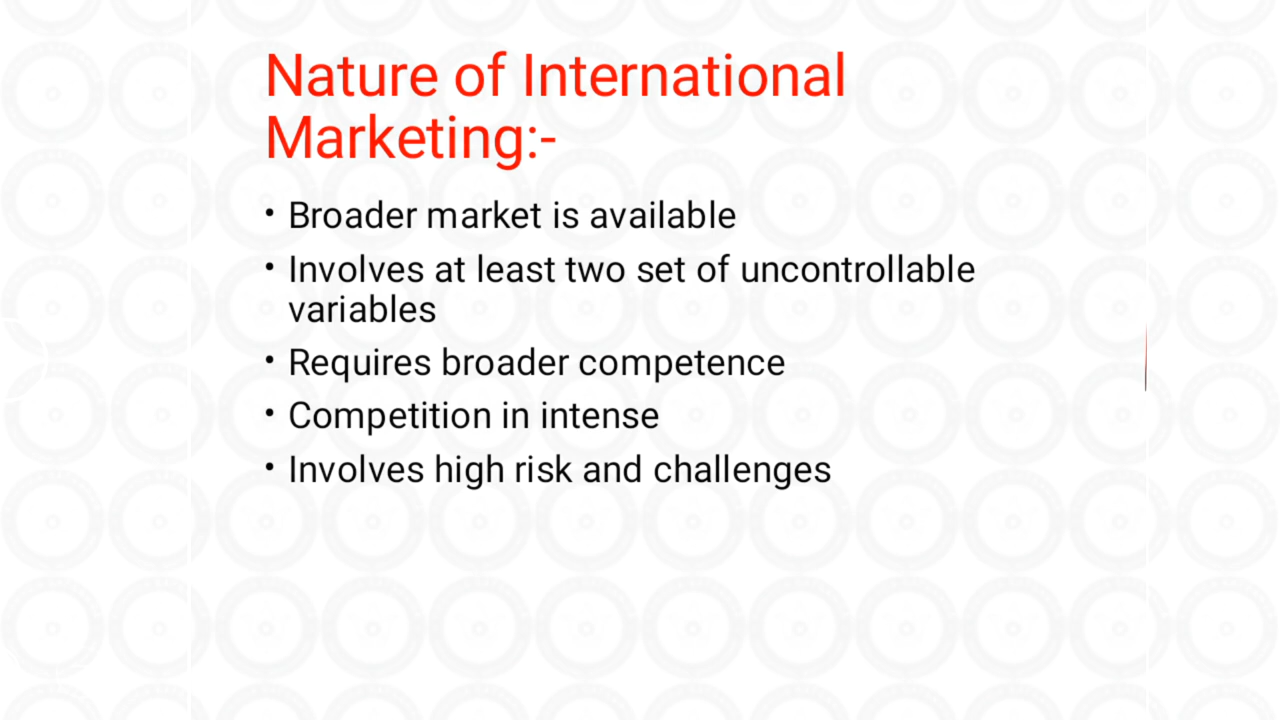 Nature of International
Marketing:-
• Broader market is available
• Involves at least two set of uncontrollable
variables
• Requires broader competence
• Competition in intense
• Involves high risk and challenges